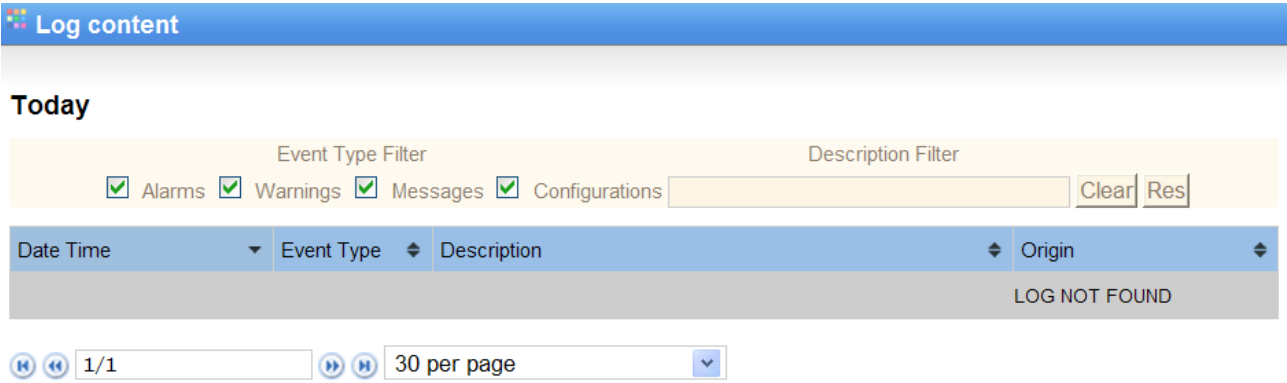 Log content
Today
Event Type Filter Description Filter
Alarms Warnings Messages Configurations Clear Res
Date Time Event Type Description Origin
LOG NOT FOUND
1/1 30 per page